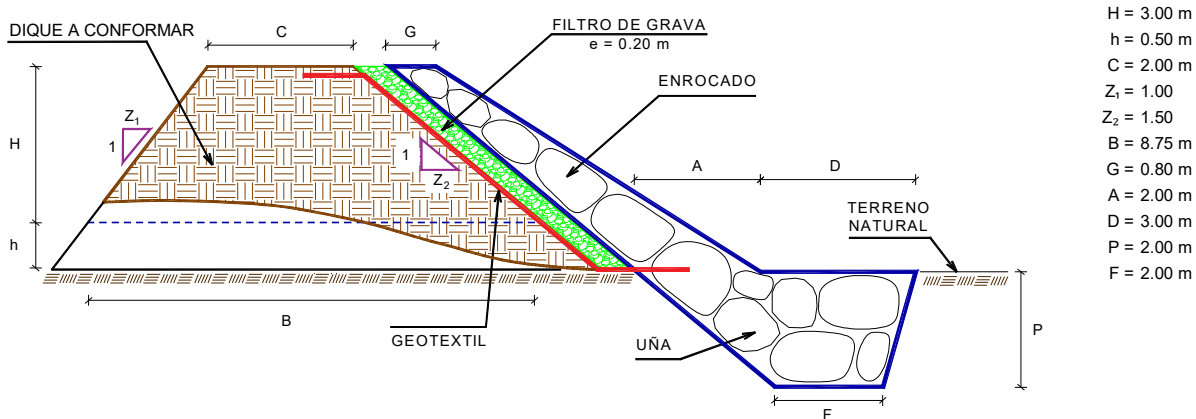 DIQUE A CONFORMAR
C
G
FILTRO DE GRAVA
e = 0.20 m
ENROCADO
H
Z₁
1
1
Z₂
A
D
TERRENO
NATURAL
h
B
GEOTEXTIL
UÑA
P
F
H = 3.00 m
h = 0.50 m
C = 2.00 m
Z₁ = 1.00
Z₂ = 1.50
B = 8.75 m
G = 0.80 m
A = 2.00 m
D = 3.00 m
P = 2.00 m
F = 2.00 m